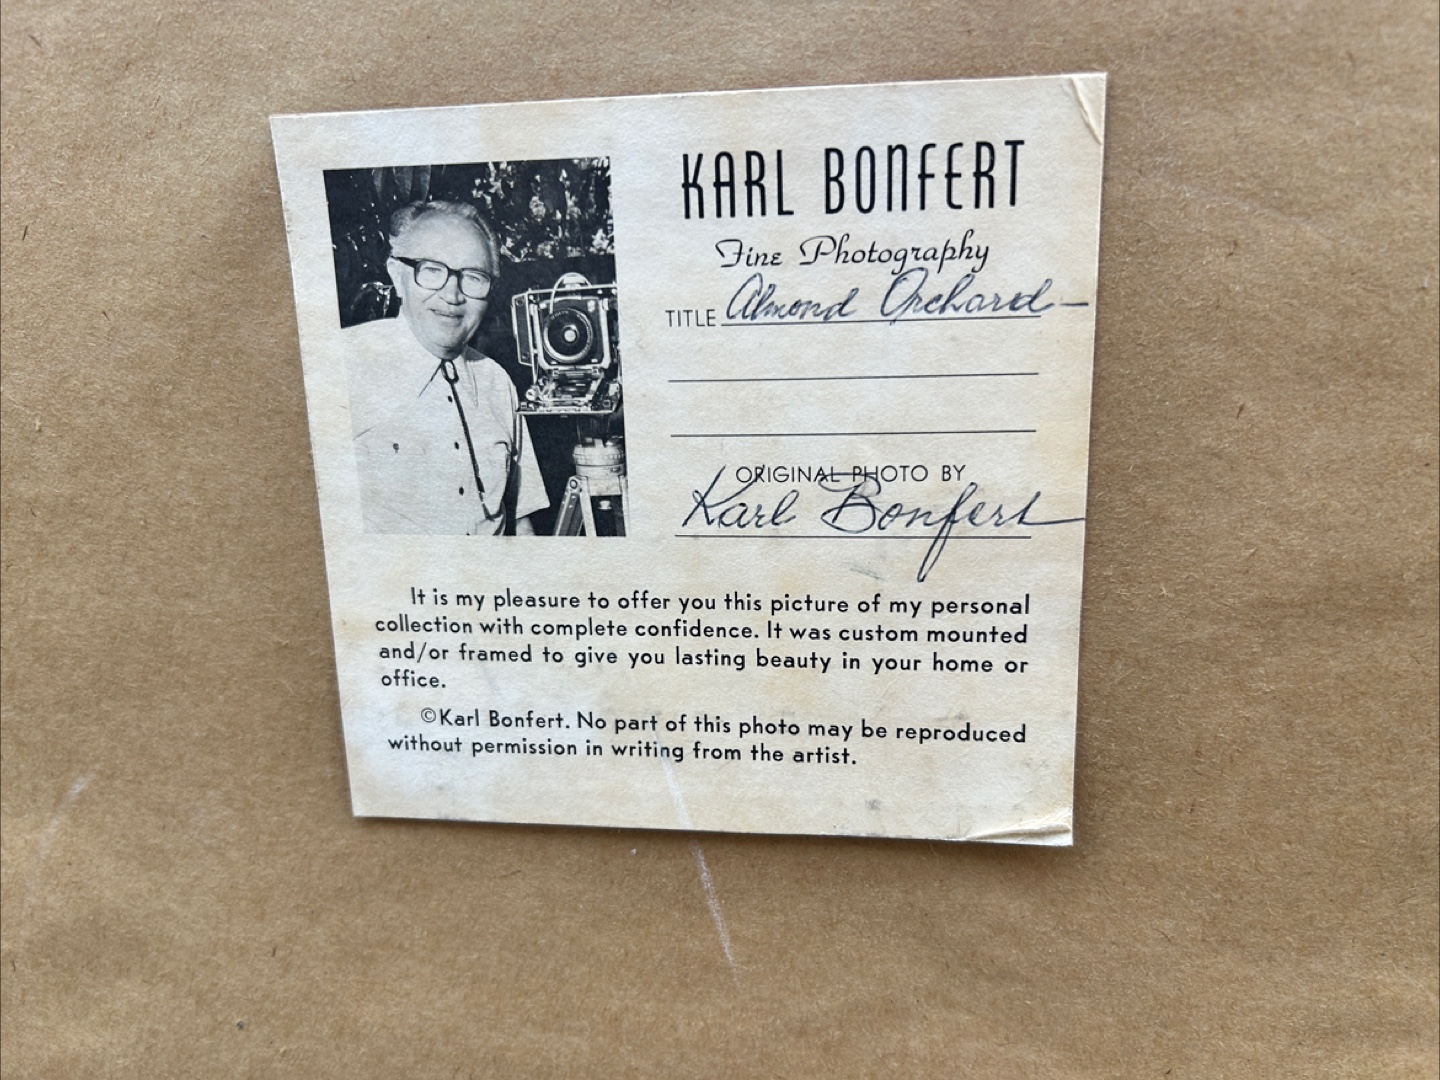 KARL BONFERT
Fine Photography
TITLE Almond Orchard
ORIGINAL PHOTO BY
Karl Bonfert
It is my pleasure to offer you this picture of my personal
collection with complete confidence. It was custom mounted
and/or framed to give you lasting beauty in your home or
office.
©Karl Bonfert. No part of this photo may be reproduced
without permission in writing from the artist.